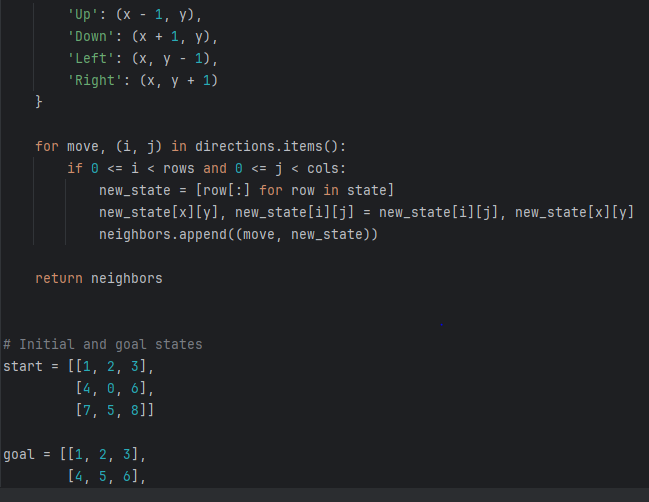 'Up': (x - 1, y),
        'Down': (x + 1, y),
        'Left': (x, y - 1),
        'Right': (x, y + 1)
    }

    for move, (i, j) in directions.items():
        if 0 <= i < rows and 0 <= j < cols:
            new_state = [row[:] for row in state]
            new_state[x][y], new_state[i][j] = new_state[i][j], new_state[x][y]
            neighbors.append((move, new_state))

    return neighbors


# Initial and goal states
start = [[1, 2, 3],
         [4, 0, 6],
         [7, 5, 8]]

goal = [[1, 2, 3],
        [4, 5, 6],